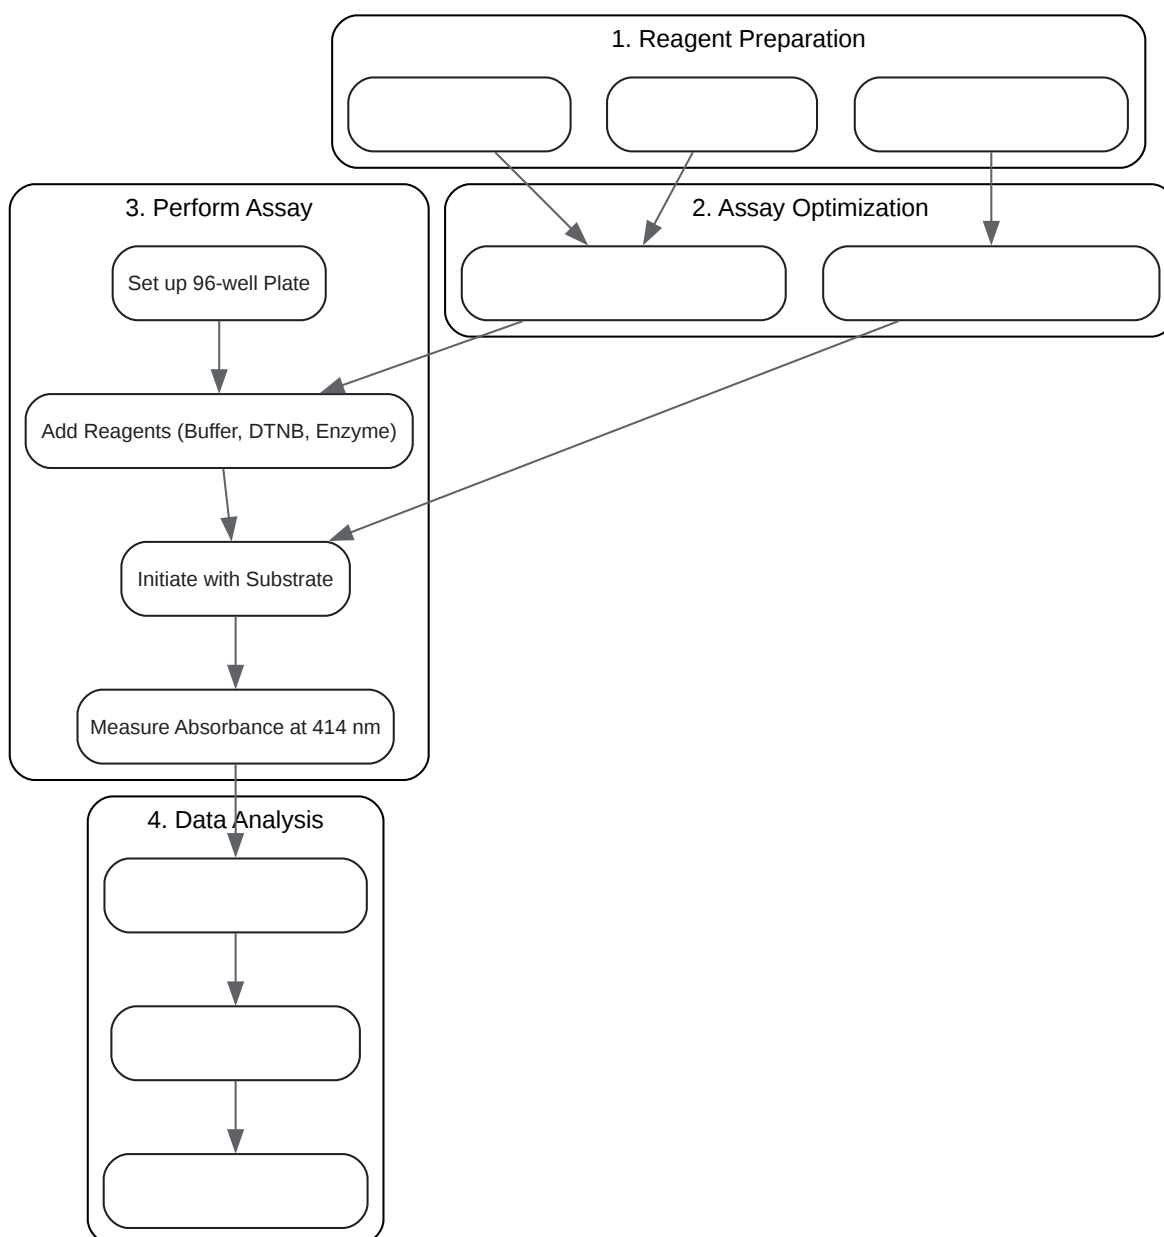 1. Reagent Preparation
2. Assay Optimization
3. Perform Assay
Set up 96-well Plate
Add Reagents (Buffer, DTNB, Enzyme)
Initiate with Substrate
Measure Absorbance at 414 nm
4. Data Analysis